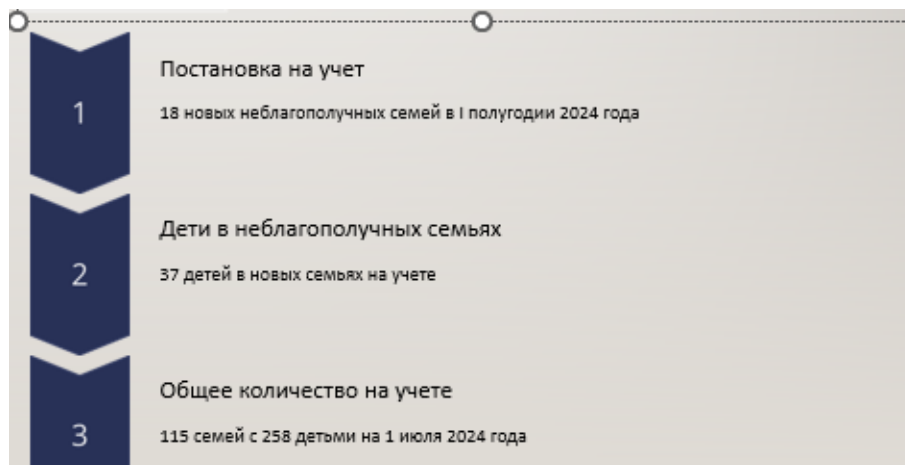 1
Постановка на учет
18 новых неблагополучных семей в I полугодии 2024 года
2
Дети в неблагополучных семьях
37 детей в новых семьях на учете
3
Общее количество на учете
115 семей с 258 детьми на 1 июля 2024 года